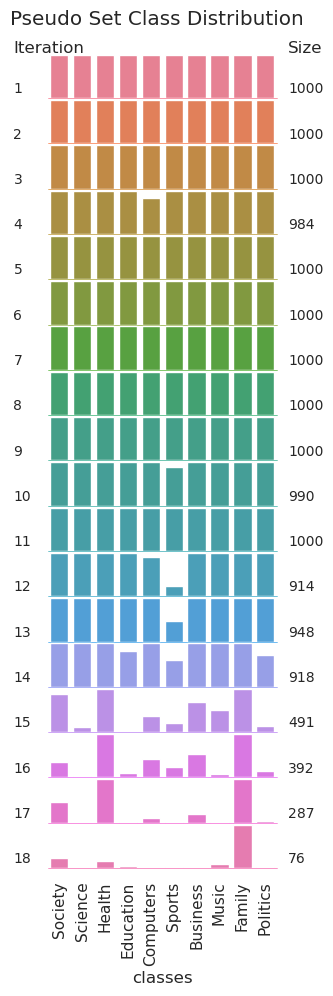 Pseudo Set Class Distribution
Iteration Size
1 1000
2 1000
3 1000
4 984
5 1000
6 1000
7 1000
8 1000
9 1000
10 990
11 1000
12 914
13 948
14 918
15 491
16 392
17 287
18 76
Society
Science
Health
Education
Computers
Sports
Business
Music
Family
Politics
classes